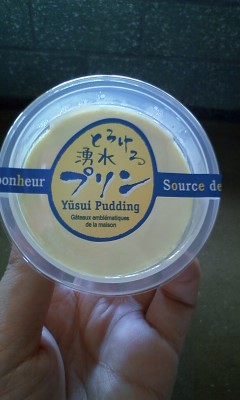 とろける
湧水
プリン
bonheur
Source de
Yūsui Pudding
Gâteaux emblématiques
de la maison